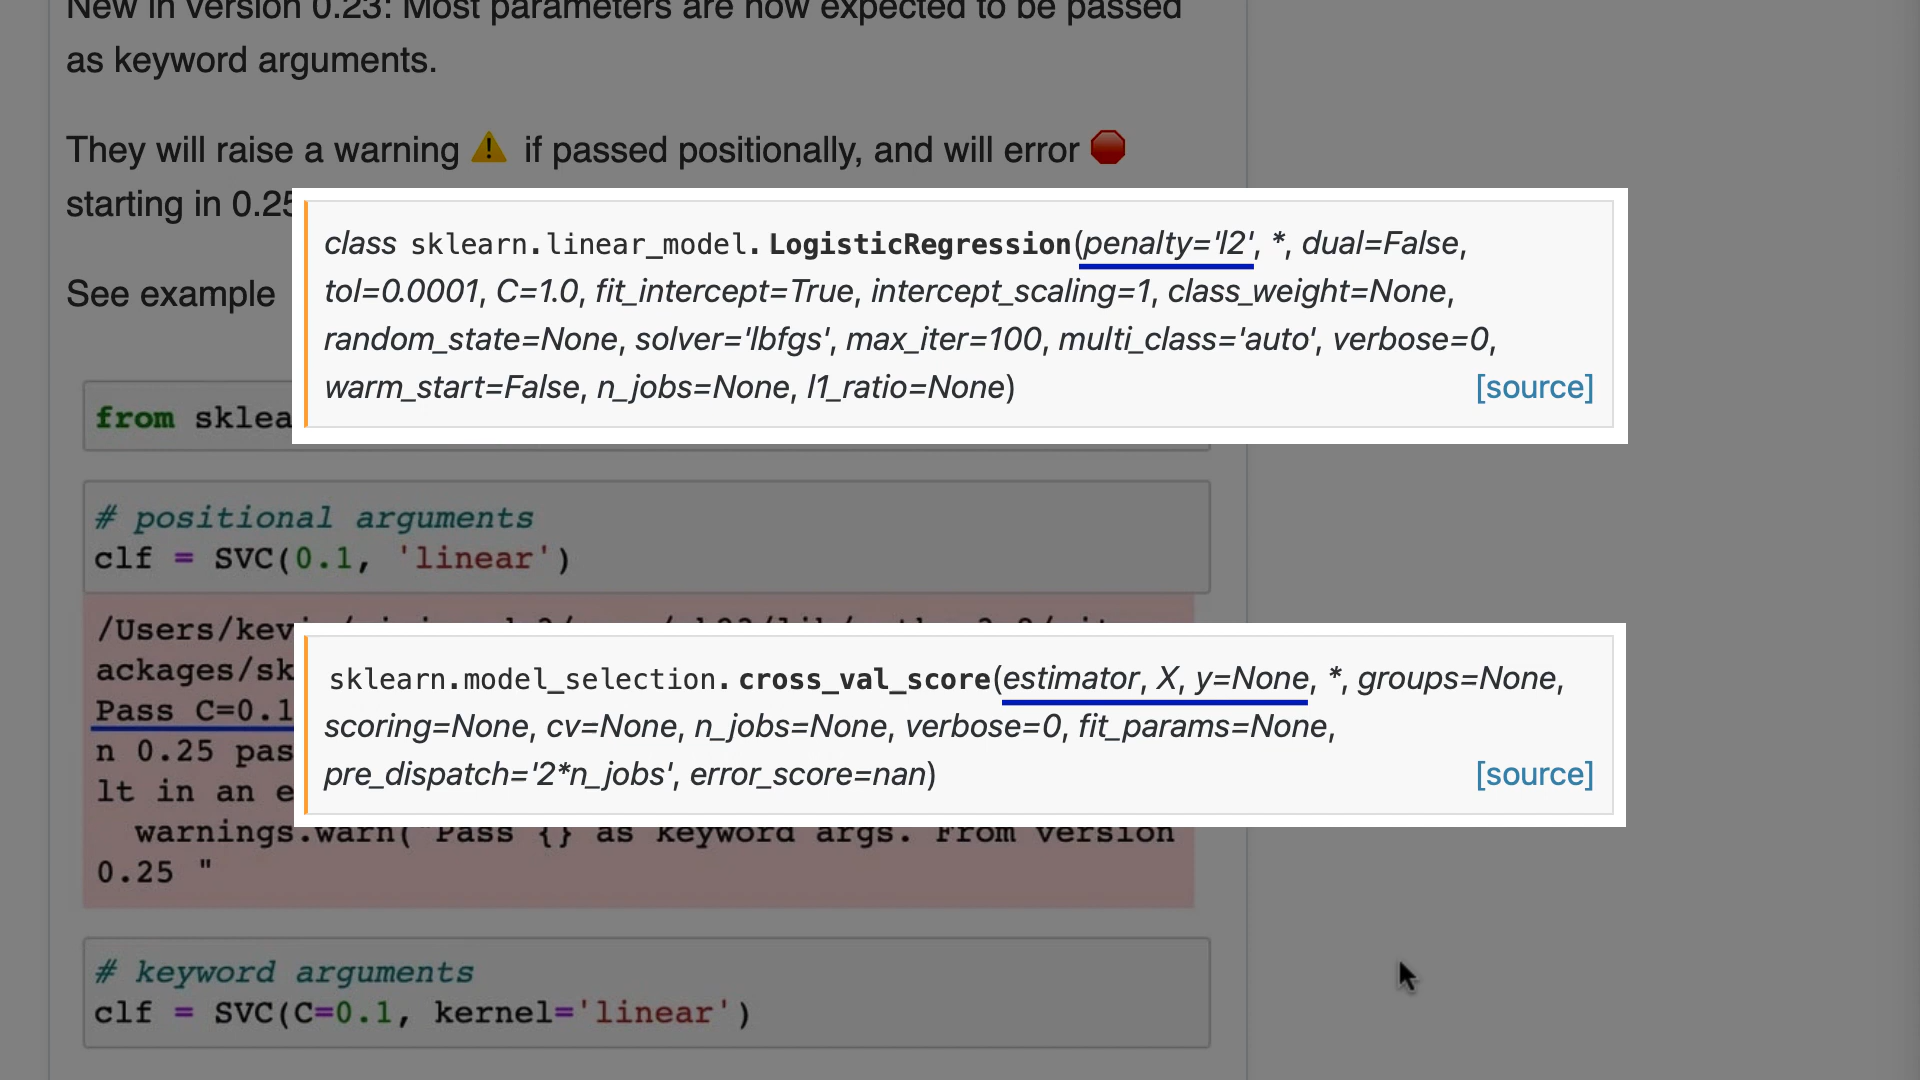 New in version 0.23: Most parameters are now expected to be passed
as keyword arguments.
They will raise a warning ⚠ if passed positionally, and will error 🛑
starting in 0.25
class sklearn.linear_model.LogisticRegression(penalty='l2', *, dual=False,
tol=0.0001, C=1.0, fit_intercept=True, intercept_scaling=1, class_weight=None,
random_state=None, solver='lbfgs', max_iter=100, multi_class='auto', verbose=0,
warm_start=False, n_jobs=None, l1_ratio=None) [source]
See example
from sklea
# positional arguments
clf = SVC(0.1, 'linear')
/Users/kev
ackages/sk
Pass C=0.1
n 0.25 pas
lt in an e
warnings.warn("Pass {} as keyword args. From version
0.25 "
sklearn.model_selection.cross_val_score(estimator, X, y=None, *, groups=None,
scoring=None, cv=None, n_jobs=None, verbose=0, fit_params=None,
pre_dispatch='2*n_jobs', error_score=nan) [source]
# keyword arguments
clf = SVC(C=0.1, kernel='linear')